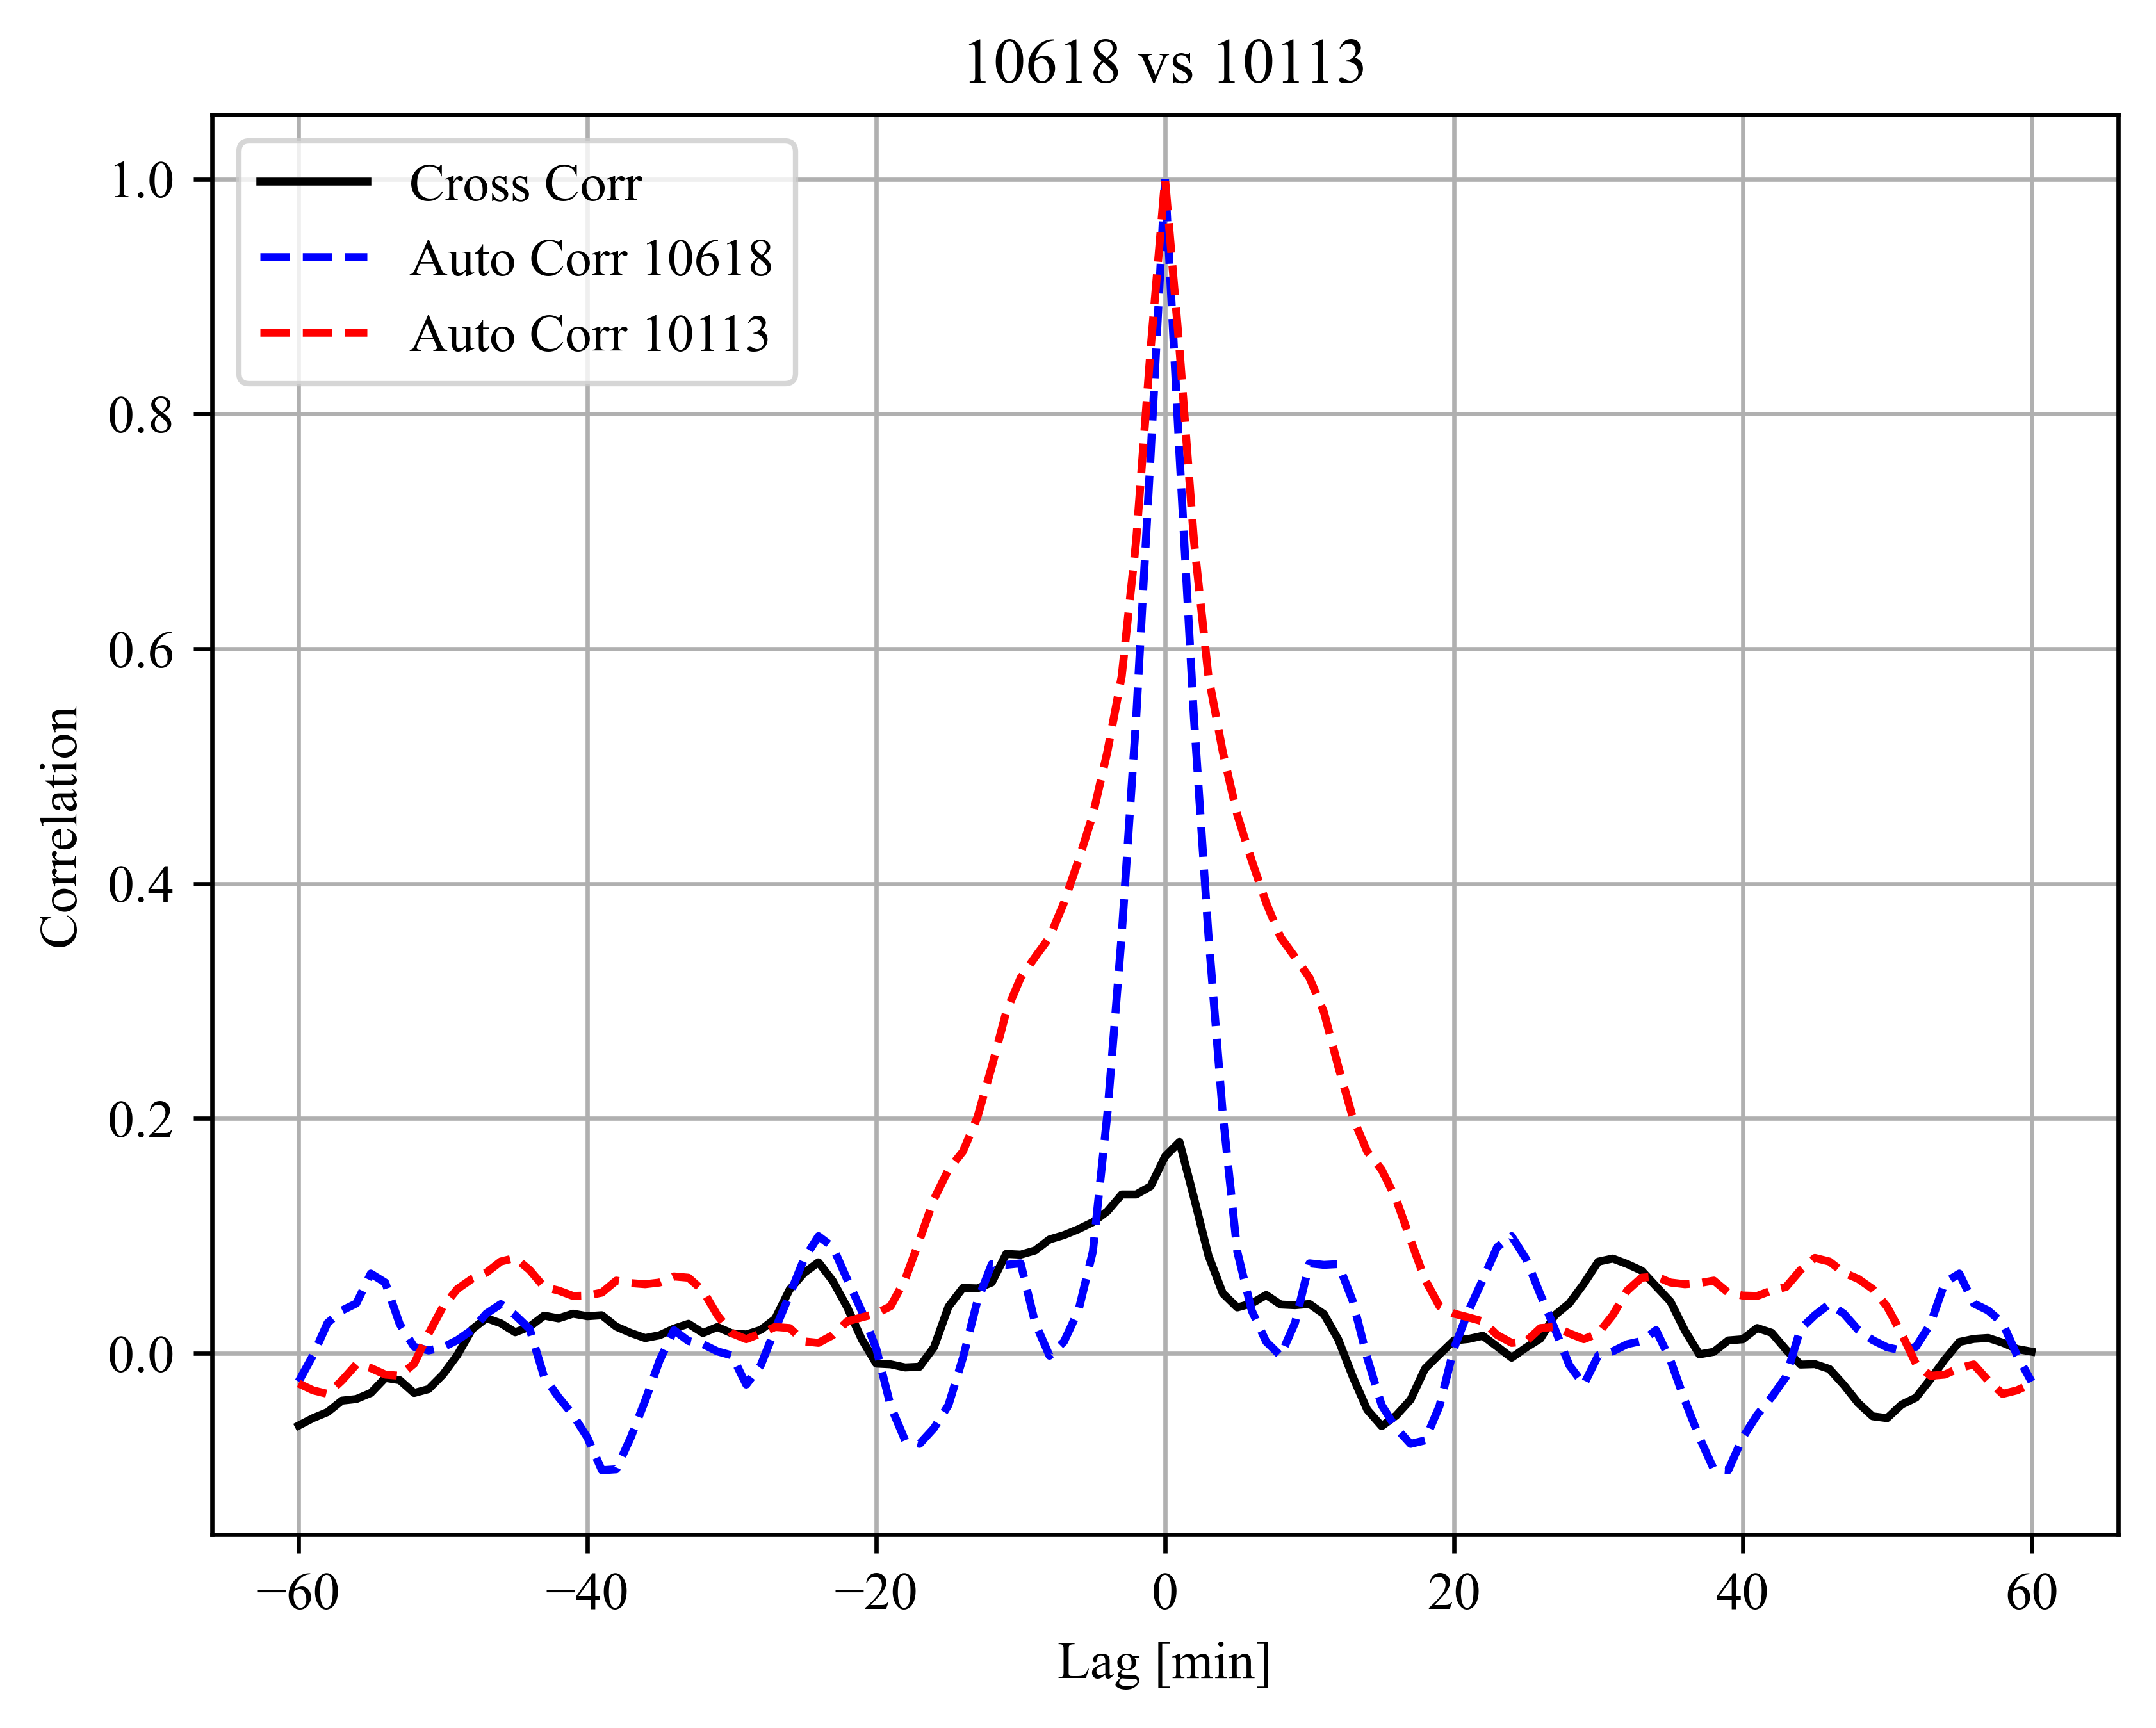 10618 vs 10113
Cross Corr
Auto Corr 10618
Auto Corr 10113
1.0
0.8
0.6
0.4
0.2
0.0
Correlation
−60
−40
−20
0
20
40
60
Lag [min]